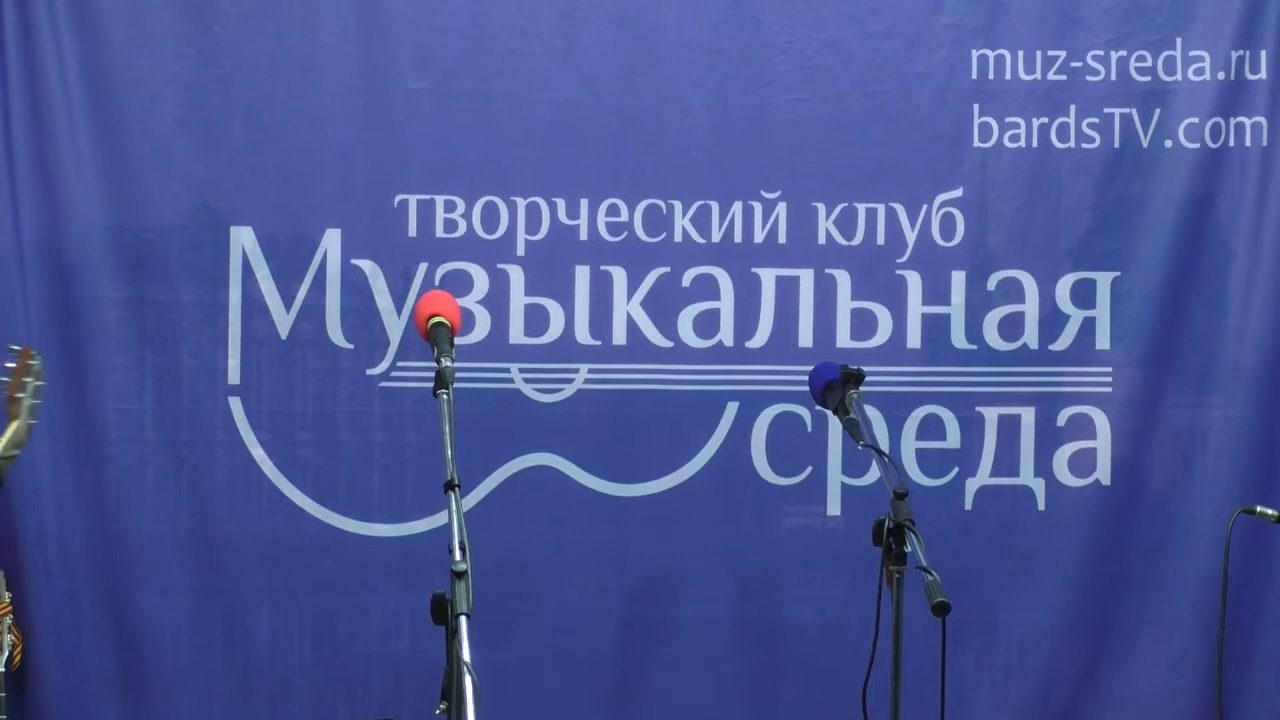 muz-sreda.ru
bardsTV.com
творческий клуб
Музыкальная
среда